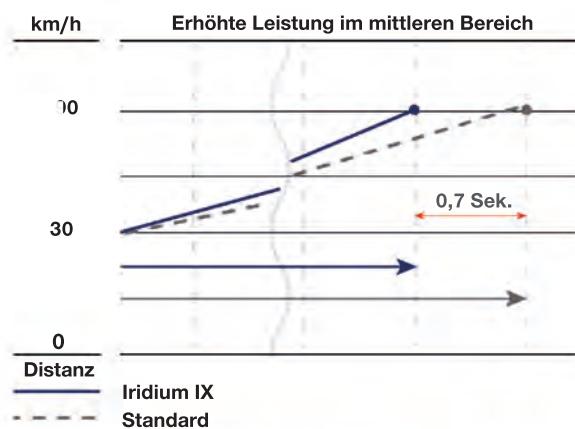 km/h
Erhöhte Leistung im mittleren Bereich
0,7 Sek.
30
0
Distanz
Iridium IX
Standard